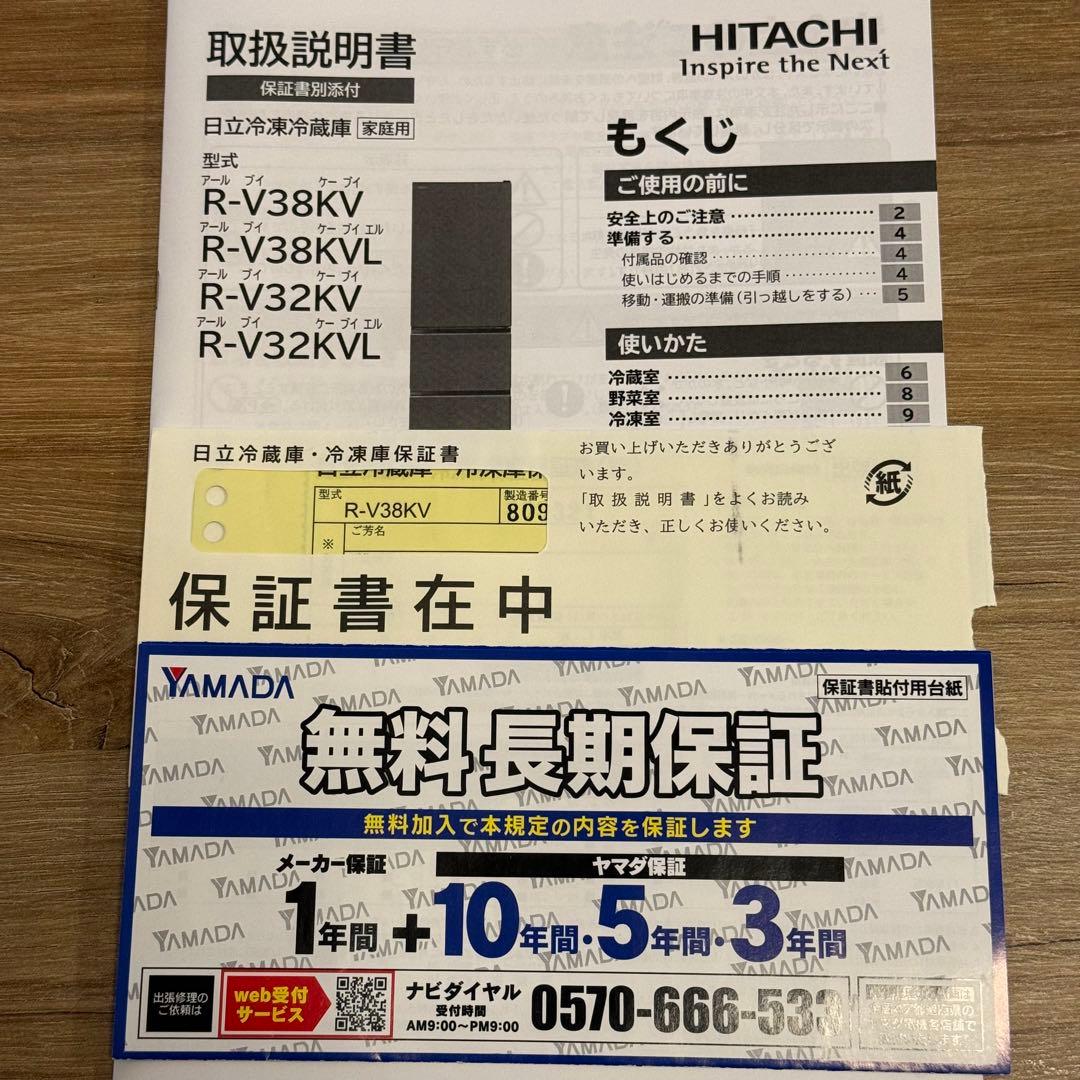 取扱説明書
保証書別添付
日立冷凍冷蔵庫 家庭用
型式
アール ブイ ケー ブイ
R-V38KV
アール ブイ ケー ブイ エル
R-V38KVL
アール ブイ ケー ブイ
R-V32KV
アール ブイ ケー ブイ エル
R-V32KVL
HITACHI
Inspire the Next
もくじ
ご使用の前に
安全上のご注意 2
準備する 4
付属品の確認 4
使いはじめるまでの手順 4
移動・運搬の準備(引っ越しをする) 5
使いかた
冷蔵室 6
野菜室 8
冷凍室 9
日立冷蔵庫・冷凍庫保証書
型式 R-V38KV
製造番号 809
※ ご芳名
お買い上げいただきありがとうござ
います。
「取扱説明書」をよくお読み
いただき、正しくお使いください。
紙
保証書在中
YAMADA
保証書貼付用台紙
無料長期保証
無料加入で本規定の内容を保証します
メーカー保証 ヤマダ保証
1年間+10年間・5年間・3年間
出張修理の
ご依頼は
web受付
サービス
ナビダイヤル
受付時間
AM9:00〜PM9:00
0570-666-533